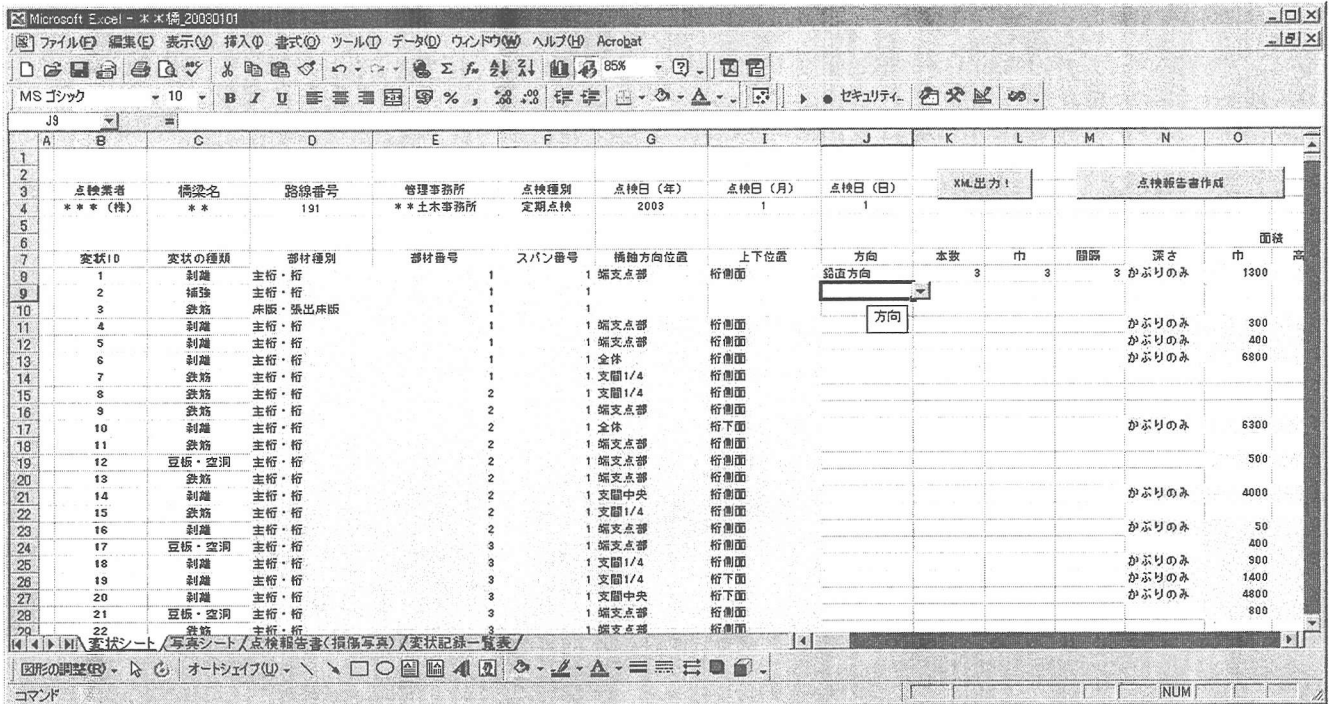 Microsoft Excel - **橋_20030101
ファイル(F) 編集(E) 表示(V) 挿入(I) 書式(O) ツール(T) データ(D) ウィンドウ(W) ヘルプ(H) Acrobat
85%
MS ゴシック 10 B I U % , セキュリティ...
J9 =
A B C D E F G I J K L M N O
1
2
XML出力! 点検報告書作成
3 点検業者 橋梁名 路線番号 管理事務所 点検種別 点検日(年) 点検日(月) 点検日(日)
4 ***(株) ** 191 **土木事務所 定期点検 2003 1 1
5
6 面積
7 変状ID 変状の種類 部材種別 部材番号 スパン番号 橋軸方向位置 上下位置 方向 本数 巾 間隔 深さ 巾 高
8 1 剥離 主桁・桁 1 1 端支点部 桁側面 鉛直方向 3 3 3 かぶりのみ 1300
9 2 補強 主桁・桁 1 1
10 3 鉄筋 床版・張出床版 1 1 方向
11 4 剥離 主桁・桁 1 1 端支点部 桁側面 かぶりのみ 300
12 5 剥離 主桁・桁 1 1 端支点部 桁側面 かぶりのみ 400
13 6 剥離 主桁・桁 1 1 全体 桁側面 かぶりのみ 6800
14 7 鉄筋 主桁・桁 1 1 支間1/4 桁側面
15 8 鉄筋 主桁・桁 2 1 支間1/4 桁側面
16 9 鉄筋 主桁・桁 2 1 端支点部 桁側面
17 10 剥離 主桁・桁 2 1 全体 桁下面 かぶりのみ 6300
18 11 鉄筋 主桁・桁 2 1 端支点部 桁側面
19 12 豆板・空洞 主桁・桁 2 1 端支点部 桁側面 500
20 13 鉄筋 主桁・桁 2 1 端支点部 桁側面
21 14 剥離 主桁・桁 2 1 支間中央 桁側面 かぶりのみ 4000
22 15 鉄筋 主桁・桁 2 1 支間1/4 桁側面
23 16 剥離 主桁・桁 2 1 端支点部 桁側面 かぶりのみ 50
24 17 豆板・空洞 主桁・桁 3 1 端支点部 桁側面 400
25 18 剥離 主桁・桁 3 1 支間1/4 桁側面 かぶりのみ 900
26 19 剥離 主桁・桁 3 1 支間1/4 桁下面 かぶりのみ 1400
27 20 剥離 主桁・桁 3 1 支間中央 桁下面 かぶりのみ 4800
28 21 豆板・空洞 主桁・桁 3 1 端支点部 桁側面 800
29 22 鉄筋 主桁・桁 3 1 端支点部 桁側面
変状シート 写真シート 点検報告書(損傷写真) 変状記録一覧表
図形の調整(R) オートシェイプ(U)
コマンド NUM